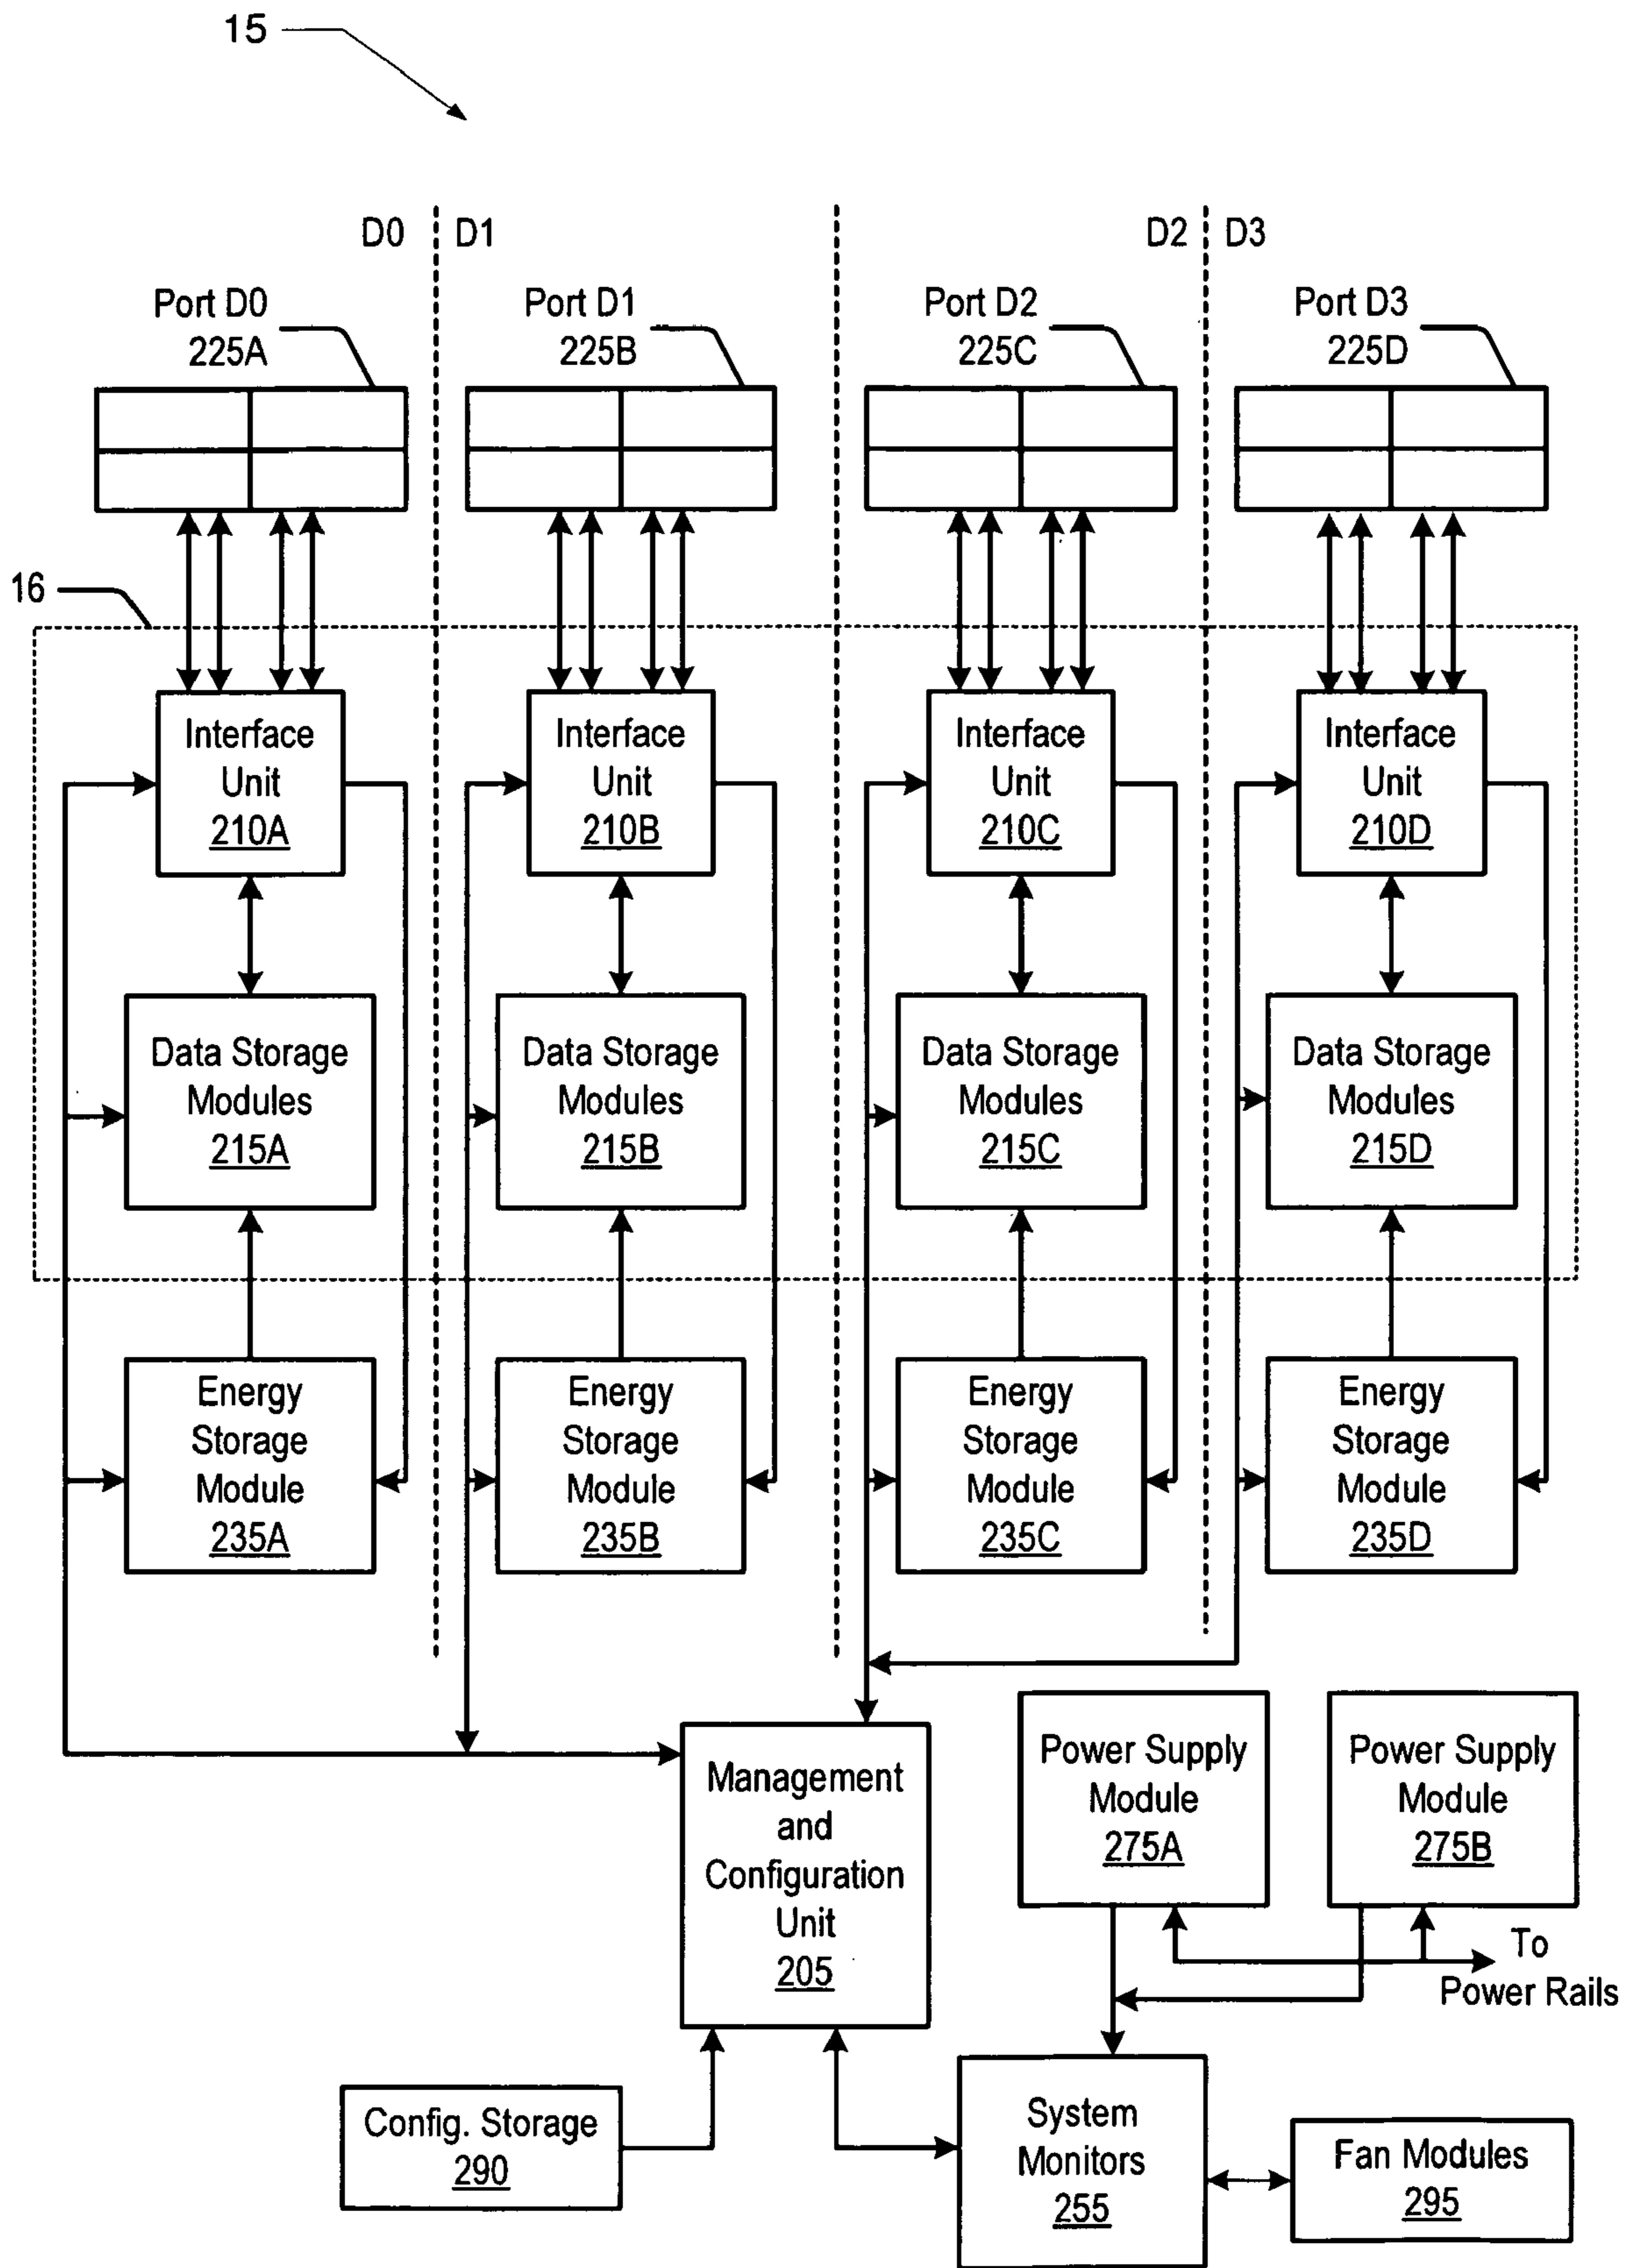 15
D0
D1
D2
D3
Port D0
225A
Port D1
225B
Port D2
225C
Port D3
225D
16
Interface
Unit
210A
Interface
Unit
210B
Interface
Unit
210C
Interface
Unit
210D
Data Storage
Modules
215A
Data Storage
Modules
215B
Data Storage
Modules
215C
Data Storage
Modules
215D
Energy
Storage
Module
235A
Energy
Storage
Module
235B
Energy
Storage
Module
235C
Energy
Storage
Module
235D
Management
and
Configuration
Unit
205
Power Supply
Module
275A
Power Supply
Module
275B
To
Power Rails
Config. Storage
290
System
Monitors
255
Fan Modules
295